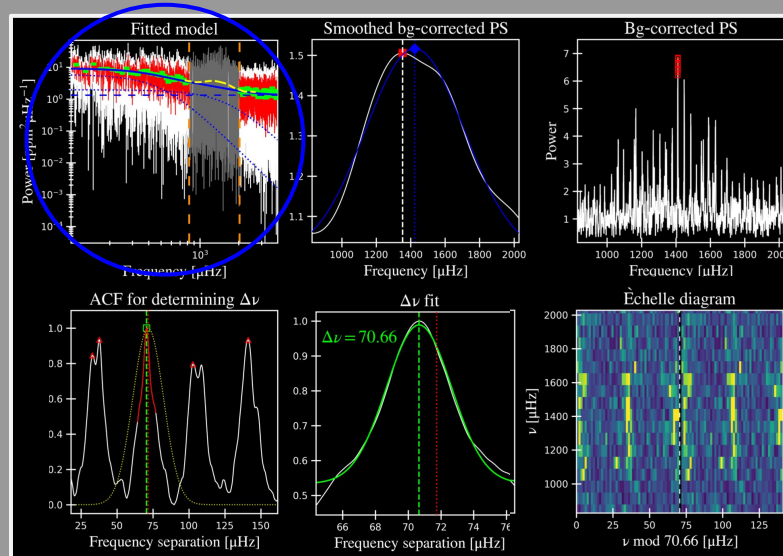 Fitted model
Smoothed bg-corrected PS
Bg-corrected PS
Power [ppm² μHz⁻¹]
10¹
10⁰
10⁻¹
10⁻²
10⁻³
10⁻⁴
10³
Frequency [μHz]
1.5
1.4
1.3
1.2
1.1
1000 1200 1400 1600 1800 2000
Frequency [μHz]
Power
7
6
5
4
3
2
1
1000 1200 1400 1600 1800 2000
Frequency [μHz]
ACF for determining Δν
Δν fit
Èchelle diagram
1.0
0.8
0.6
0.4
0.2
0.0
25 50 75 100 125 150
Frequency separation [μHz]
Δν = 70.66
1.0
0.9
0.8
0.7
0.6
0.5
66 68 70 72 74 76
Frequency separation [μHz]
ν [μHz]
2000
1800
1600
1400
1200
1000
0 25 50 75 100 125
ν mod 70.66 [μHz]